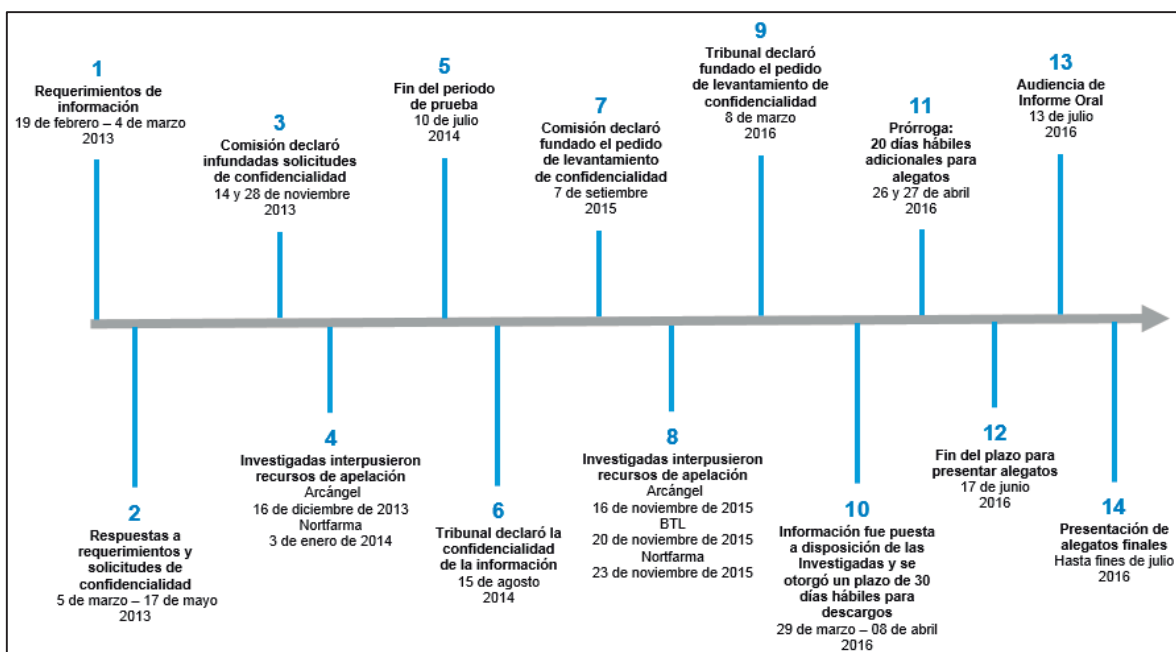 1
Requerimientos de
información
19 de febrero – 4 de marzo
2013
2
Respuestas a
requerimientos y
solicitudes de
confidencialidad
5 de marzo – 17 de mayo
2013
3
Comisión declaró
infundadas solicitudes
de confidencialidad
14 y 28 de noviembre
2013
4
Investigadas interpusieron
recursos de apelación
Arcángel
16 de diciembre de 2013
Nortfarma
3 de enero de 2014
5
Fin del periodo
de prueba
10 de julio
2014
6
Tribunal declaró la
confidencialidad
de la información
15 de agosto
2014
7
Comisión declaró
fundado el pedido
de levantamiento
de confidencialidad
7 de setiembre
2015
8
Investigadas interpusieron
recursos de apelación
Arcángel
16 de noviembre de 2015
BTL
20 de noviembre de 2015
Nortfarma
23 de noviembre de 2015
9
Tribunal declaró
fundado el pedido
de levantamiento de
confidencialidad
8 de marzo
2016
10
Información fue puesta
a disposición de las
Investigadas y se
otorgó un plazo de 30
días hábiles para
descargos
29 de marzo – 08 de abril
2016
11
Prórroga:
20 días hábiles
adicionales para
alegatos
26 y 27 de abril
2016
12
Fin del plazo para
presentar alegatos
17 de junio
2016
13
Audiencia de
Informe Oral
13 de julio
2016
14
Presentación de
alegatos finales
Hasta fines de julio
2016